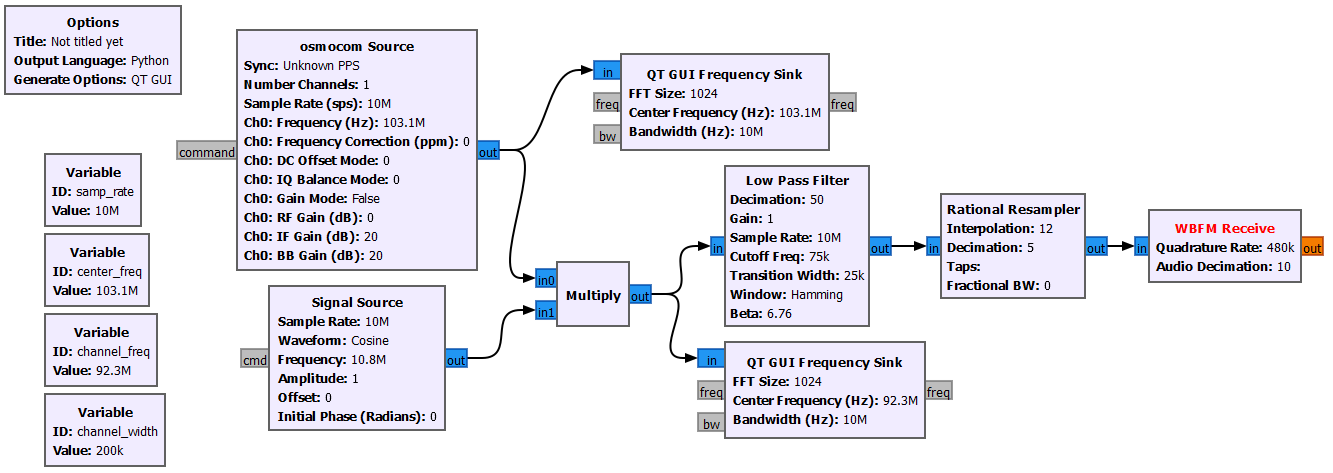 Options
Title: Not titled yet
Output Language: Python
Generate Options: QT GUI
Variable
ID: samp_rate
Value: 10M
Variable
ID: center_freq
Value: 103.1M
Variable
ID: channel_freq
Value: 92.3M
Variable
ID: channel_width
Value: 200k
command
osmocom Source
Sync: Unknown PPS
Number Channels: 1
Sample Rate (sps): 10M
Ch0: Frequency (Hz): 103.1M
Ch0: Frequency Correction (ppm): 0
Ch0: DC Offset Mode: 0
Ch0: IQ Balance Mode: 0
Ch0: Gain Mode: False
Ch0: RF Gain (dB): 0
Ch0: IF Gain (dB): 20
Ch0: BB Gain (dB): 20
out
cmd
Signal Source
Sample Rate: 10M
Waveform: Cosine
Frequency: 10.8M
Amplitude: 1
Offset: 0
Initial Phase (Radians): 0
out
in
freq
bw
QT GUI Frequency Sink
FFT Size: 1024
Center Frequency (Hz): 103.1M
Bandwidth (Hz): 10M
freq
in0
in1
Multiply
out
in
Low Pass Filter
Decimation: 50
Gain: 1
Sample Rate: 10M
Cutoff Freq: 75k
Transition Width: 25k
Window: Hamming
Beta: 6.76
out
in
freq
bw
QT GUI Frequency Sink
FFT Size: 1024
Center Frequency (Hz): 92.3M
Bandwidth (Hz): 10M
freq
in
Rational Resampler
Interpolation: 12
Decimation: 5
Taps:
Fractional BW: 0
out
in
WBFM Receive
Quadrature Rate: 480k
Audio Decimation: 10
out